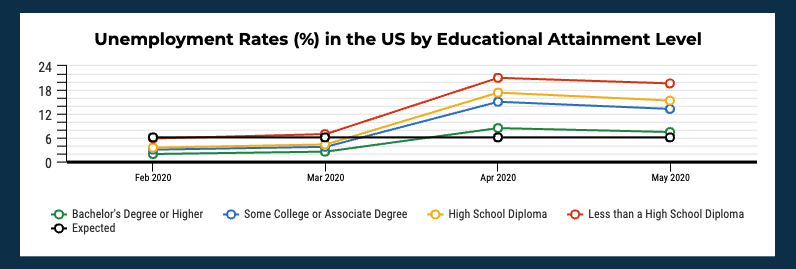 Unemployment Rates (%) in the US by Educational Attainment Level
24
18
12
6
0
Feb 2020 Mar 2020 Apr 2020 May 2020
Bachelor's Degree or Higher Some College or Associate Degree High School Diploma Less than a High School Diploma
Expected